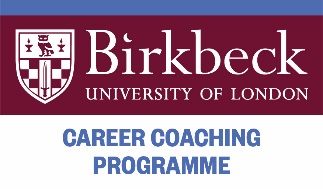 Birkbeck
UNIVERSITY OF LONDON
CAREER COACHING
PROGRAMME